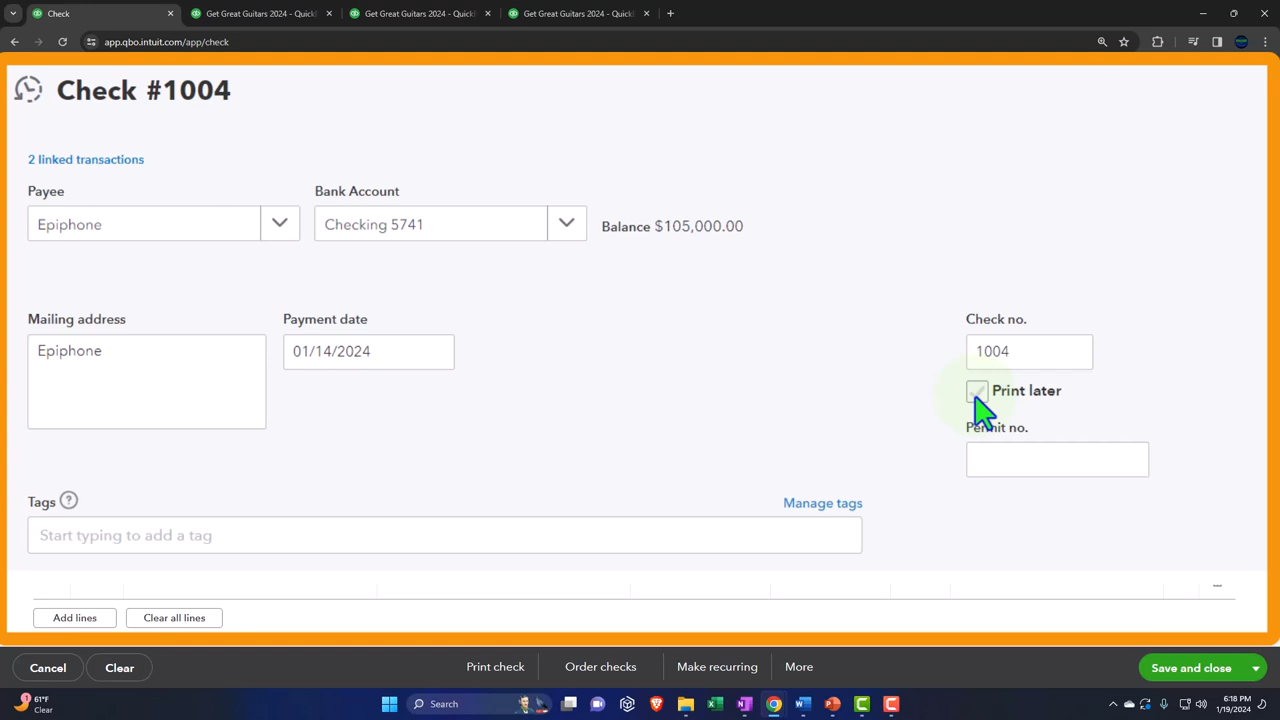 Check
Get Great Guitars 2024 - Quick
Get Great Guitars 2024 - Quick
Get Great Guitars 2024 - Quick
app.qbo.intuit.com/app/check
Check #1004
2 linked transactions
Payee
Bank Account
Epiphone
Checking 5741
Balance $105,000.00
Mailing address
Payment date
Check no.
Epiphone
01/14/2024
1004
Print later
Permit no.
Tags ?
Manage tags
Start typing to add a tag
Add lines
Clear all lines
Cancel
Clear
Print check
Order checks
Make recurring
More
Save and close
1
61°F
Clear
Search
6:18 PM
1/19/2024